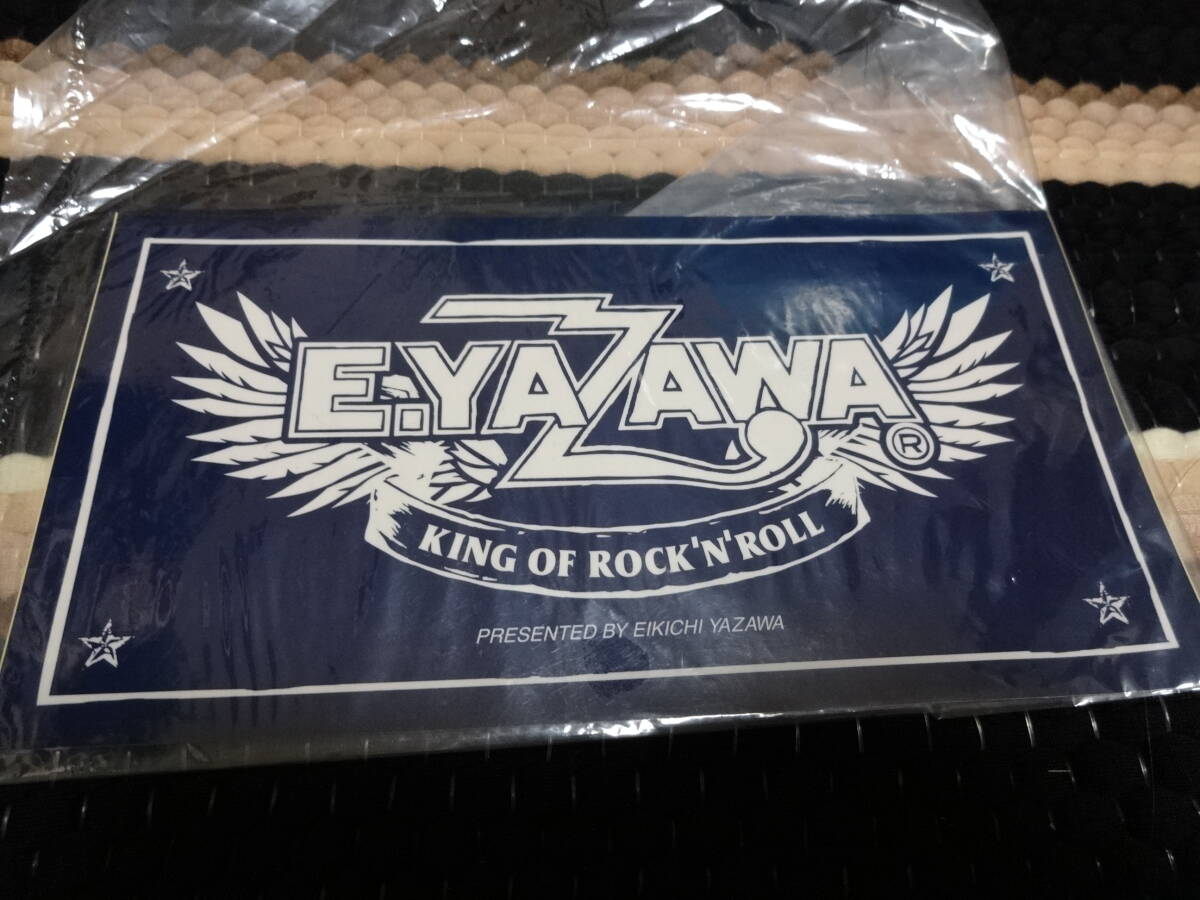 E.YAZAWA®
KING OF ROCK'N'ROLL
PRESENTED BY EIKICHI YAZAWA